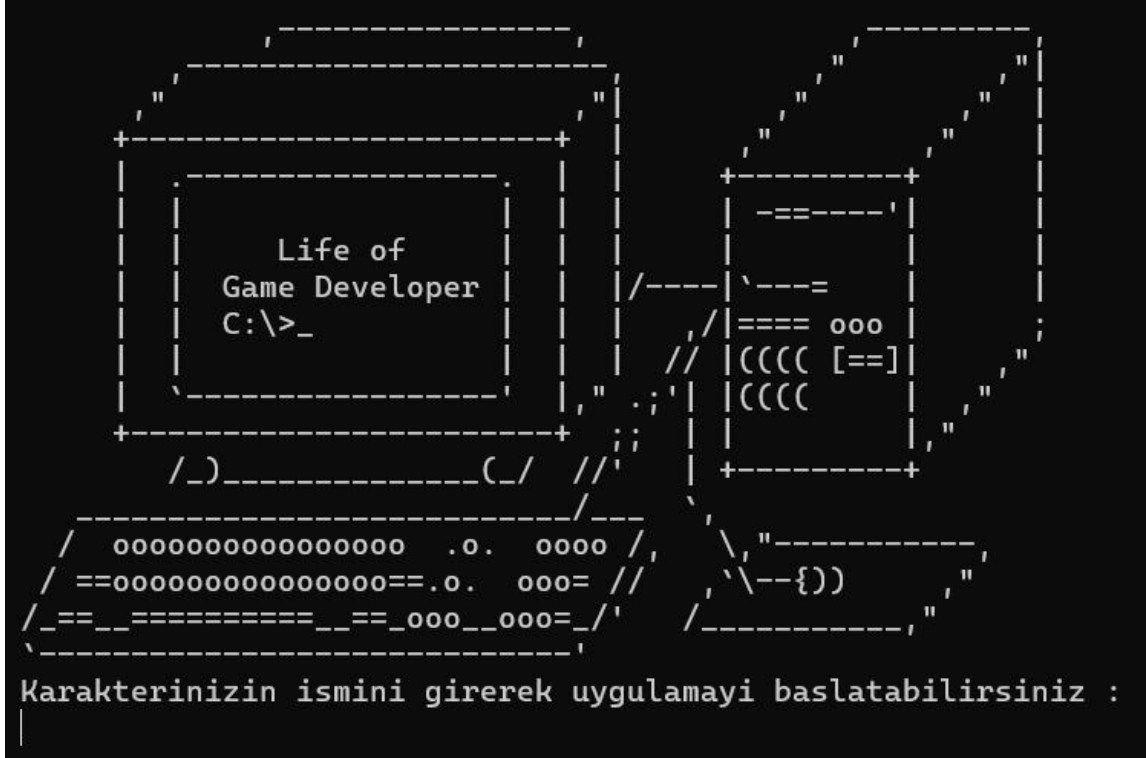 Life of
Game Developer
C:\>_
Karakterinizin ismini girerek uygulamayi baslatabilirsiniz :